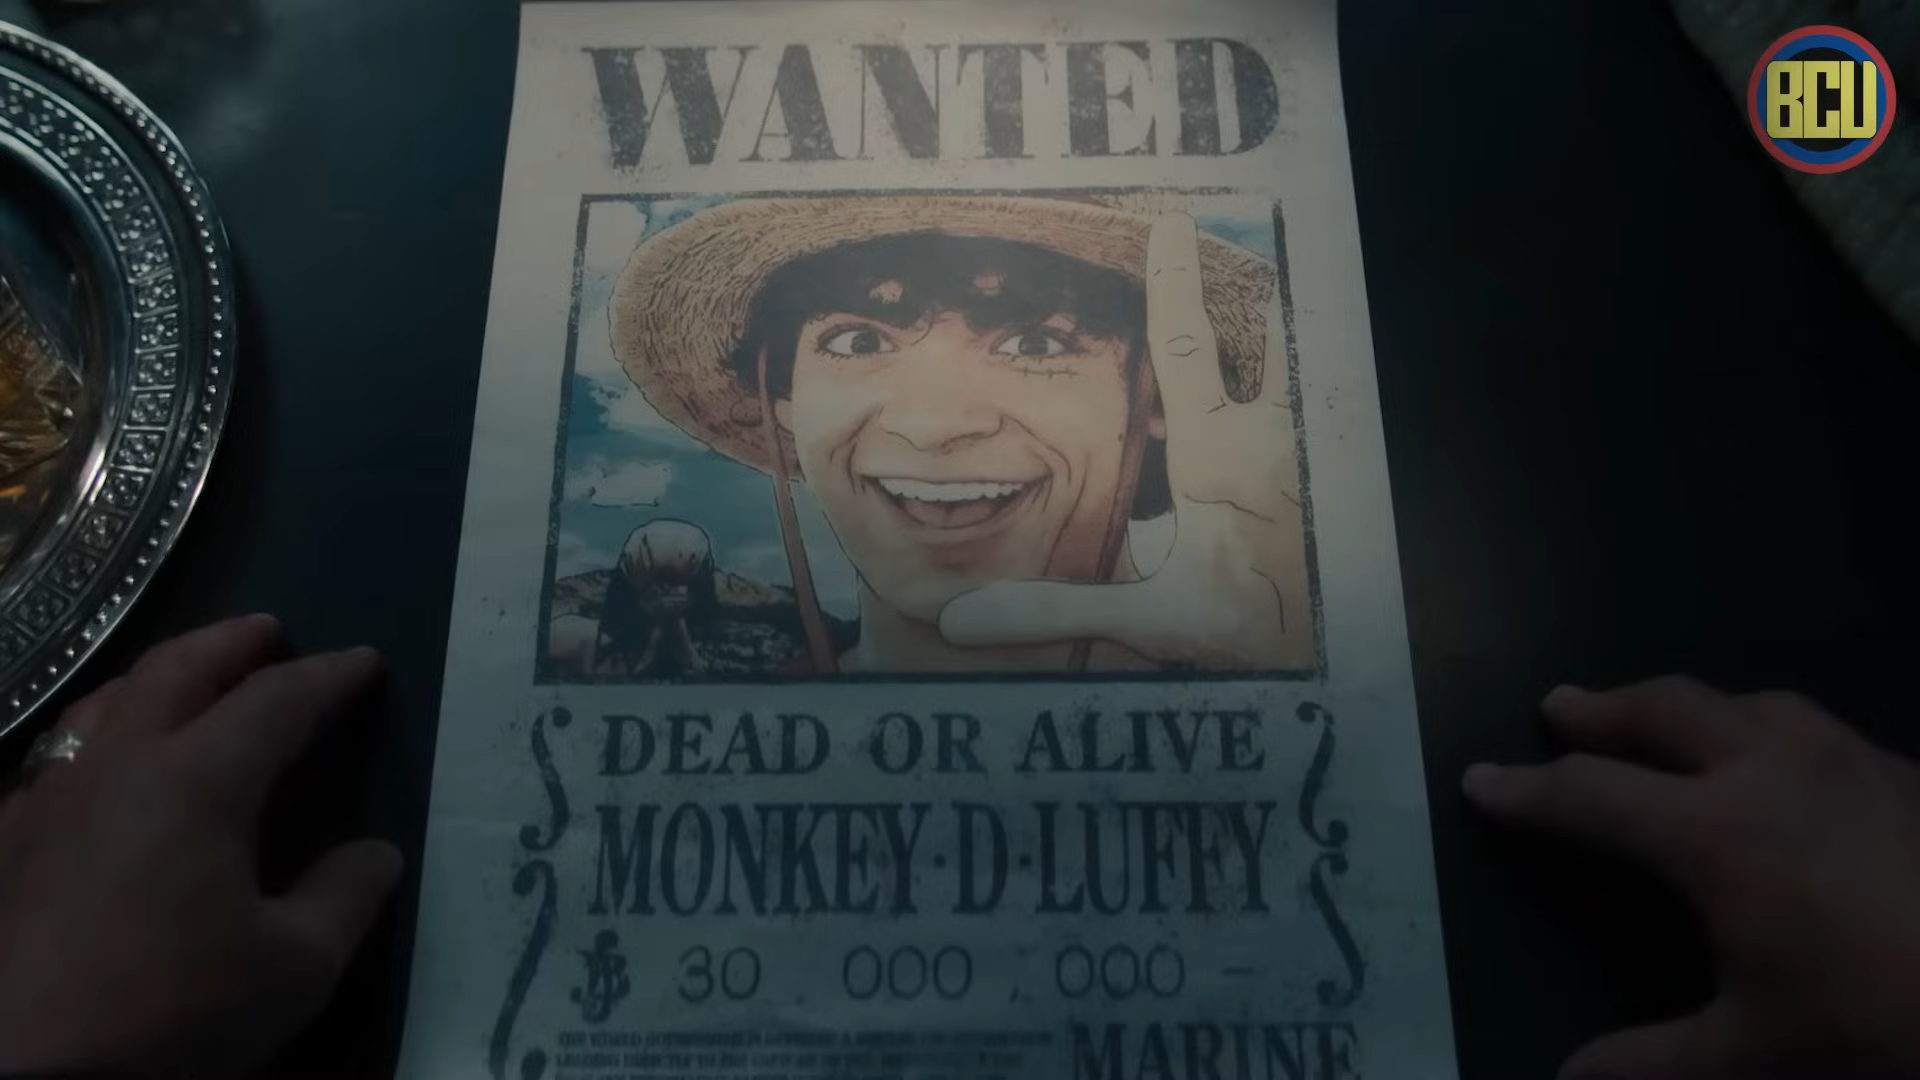 BCU
WANTED
DEAD OR ALIVE
MONKEY·D·LUFFY
30 000 , 000 -
MARINE